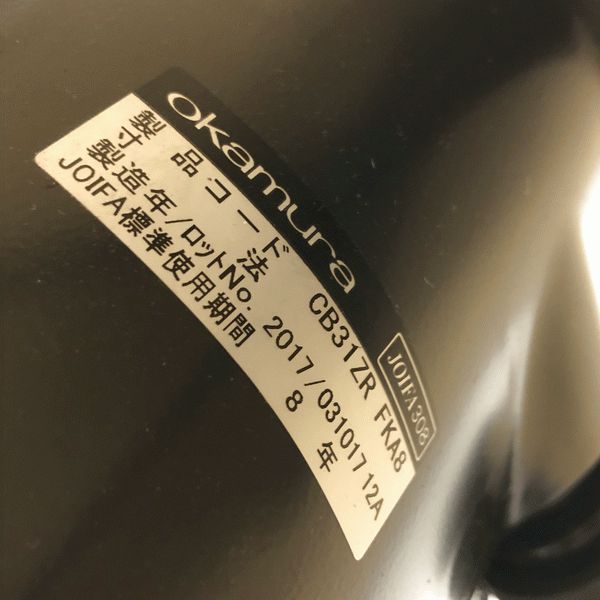 okamura
JOIFA308
製品コード CB31ZR FKA8
寸 法
製造年/ロットNo. 2017/03101712A
JOIFA標準使用期間 8 年